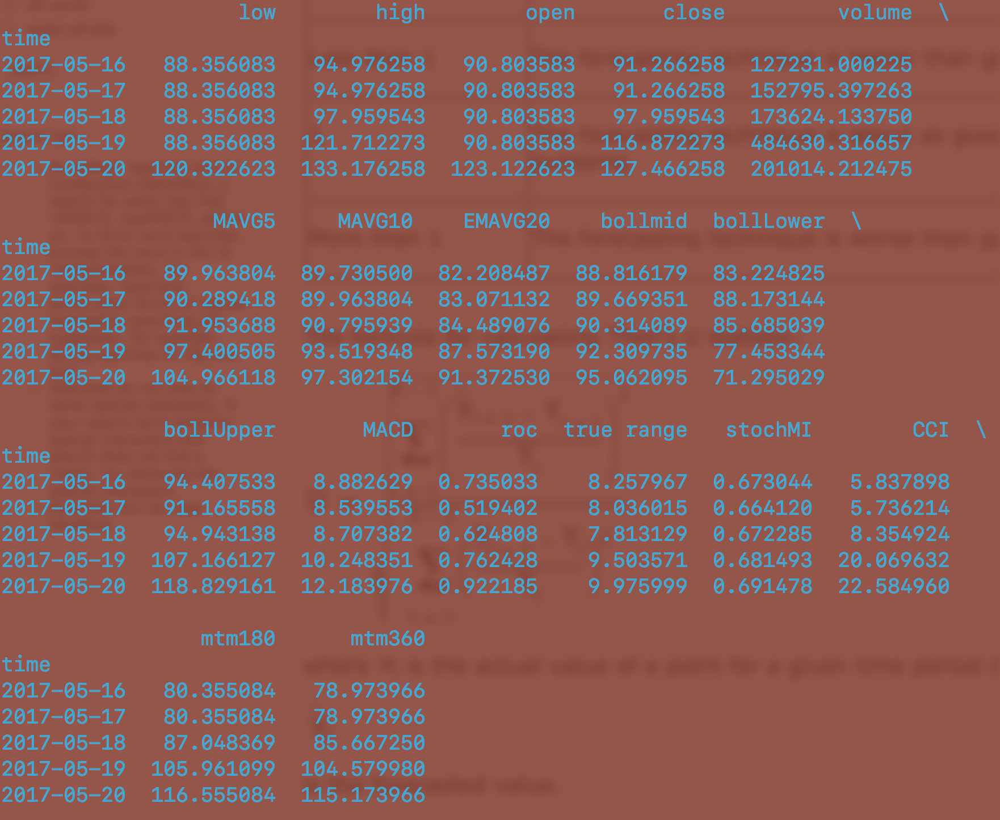 low high open close volume \
time
2017-05-16 88.356083 94.976258 90.803583 91.266258 127231.000225
2017-05-17 88.356083 94.976258 90.803583 91.266258 152795.397263
2017-05-18 88.356083 97.959543 90.803583 97.959543 173624.133750
2017-05-19 88.356083 121.712273 90.803583 116.872273 484630.316657
2017-05-20 120.322623 133.176258 123.122623 127.466258 201014.212475
MAVG5 MAVG10 EMAVG20 bollmid bollLower \
time
2017-05-16 89.963804 89.730500 82.208487 88.816179 83.224825
2017-05-17 90.289418 89.963804 83.071132 89.669351 88.173144
2017-05-18 91.953688 90.795939 84.489076 90.314089 85.685039
2017-05-19 97.400505 93.519348 87.573190 92.309735 77.453344
2017-05-20 104.966118 97.302154 91.372530 95.062095 71.295029
bollUpper MACD roc true range stochMI CCI \
time
2017-05-16 94.407533 8.882629 0.735033 8.257967 0.673044 5.837898
2017-05-17 91.165558 8.539553 0.519402 8.036015 0.664120 5.736214
2017-05-18 94.943138 8.707382 0.624808 7.813129 0.672285 8.354924
2017-05-19 107.166127 10.248351 0.762428 9.503571 0.681493 20.069632
2017-05-20 118.829161 12.183976 0.922185 9.975999 0.691478 22.584960
mtm180 mtm360
time
2017-05-16 80.355084 78.973966
2017-05-17 80.355084 78.973966
2017-05-18 87.048369 85.667250
2017-05-19 105.961099 104.579980
2017-05-20 116.555084 115.173966